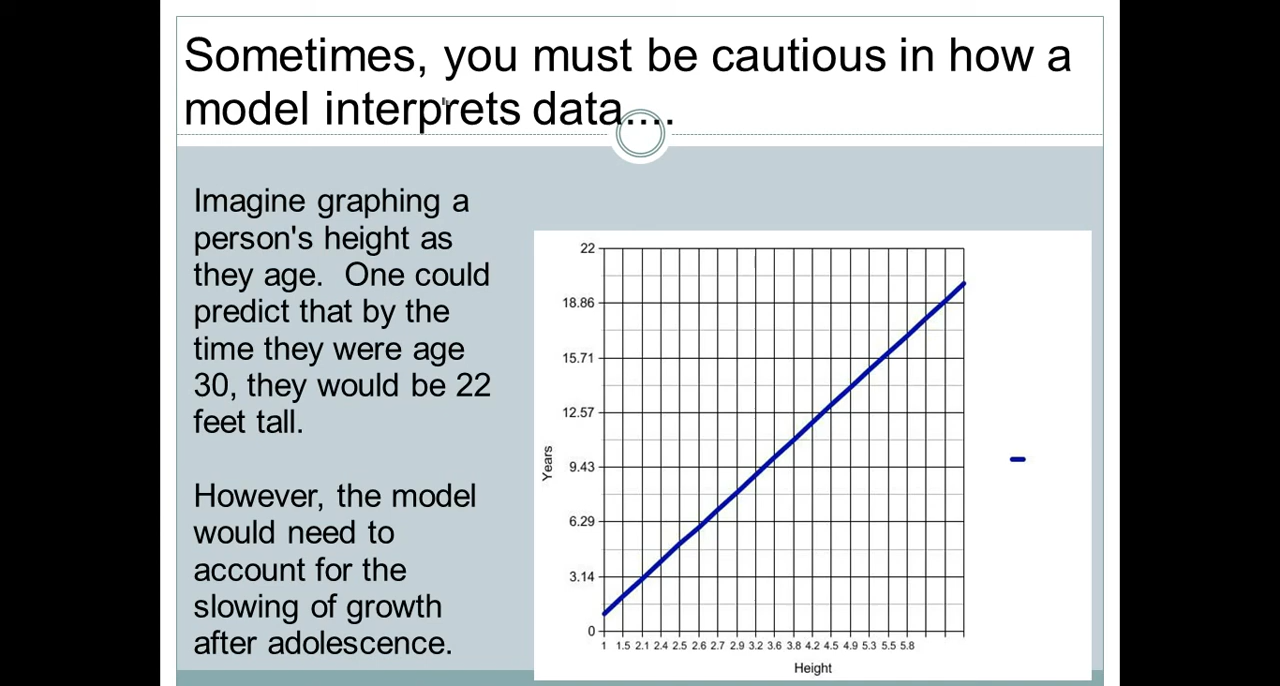 Sometimes, you must be cautious in how a
model interprets data....
Imagine graphing a
person's height as
they age. One could
predict that by the
time they were age
30, they would be 22
feet tall.
However, the model
would need to
account for the
slowing of growth
after adolescence.
22
18.86
15.71
12.57
9.43
6.29
3.14
0
Years
1 1.5 2.1 2.4 2.5 2.6 2.7 2.9 3.2 3.6 3.8 4.2 4.5 4.9 5.3 5.5 5.8
Height